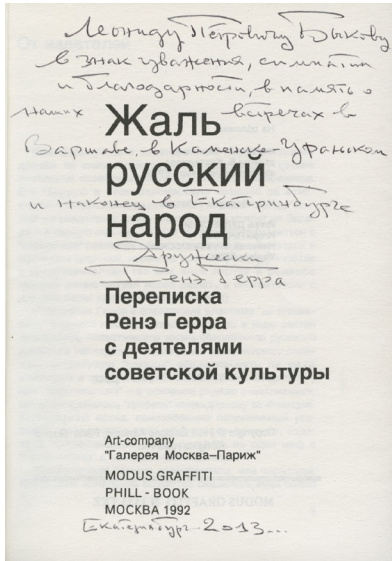 Леониду Петровичу Быкову
в знак уважения, симпатии
и благодарности, в память о
наших встречах в
Жаль
Варшаве, в Каменске-Уральском
русский
и наконец в Екатеринбурге
народ
Дружески
Ренэ Герра
Переписка
Ренэ Герра
с деятелями
советской культуры
Art-company
"Галерея Москва–Париж"
MODUS GRAFFITI
PHILL - BOOK
МОСКВА 1992
Екатеринбург 2013...